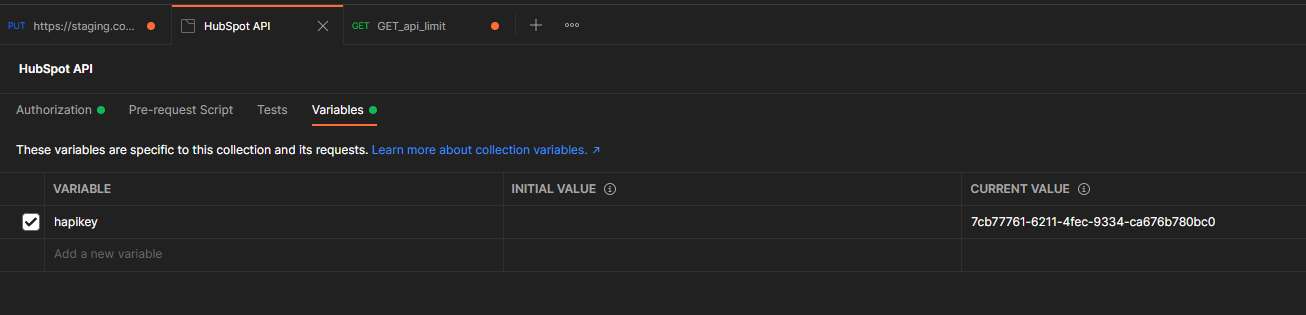 PUT https://staging.co... HubSpot API GET GET_api_limit
HubSpot API
Authorization Pre-request Script Tests Variables
These variables are specific to this collection and its requests. Learn more about collection variables. ↗
VARIABLE INITIAL VALUE CURRENT VALUE
hapikey 7cb77761-6211-4fec-9334-ca676b780bc0
Add a new variable